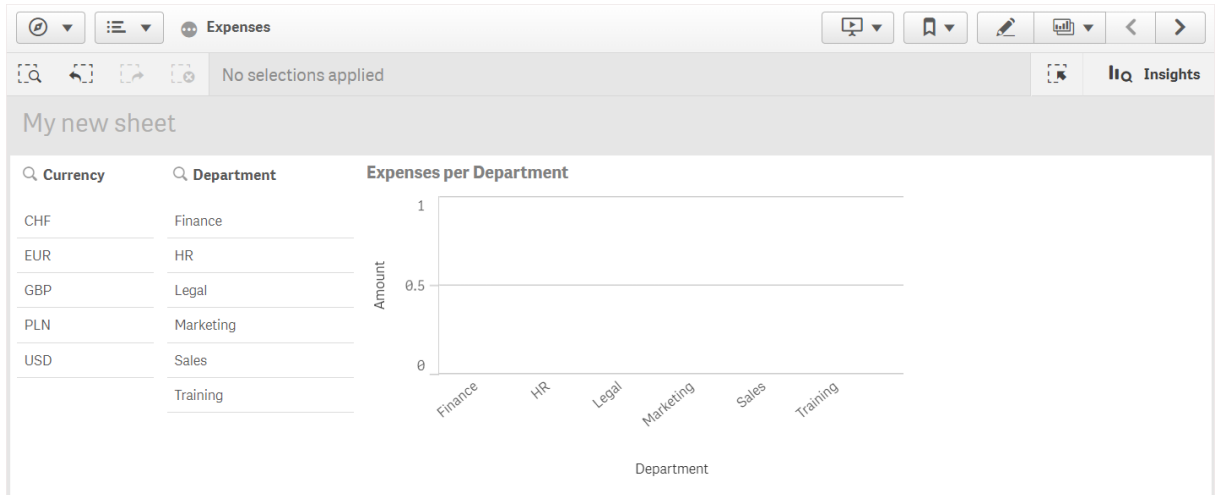 Expenses
No selections applied
Insights
My new sheet
Currency
CHF
EUR
GBP
PLN
USD
Department
Finance
HR
Legal
Marketing
Sales
Training
Expenses per Department
1
0.5
0
Amount
Finance
HR
Legal
Marketing
Sales
Training
Department